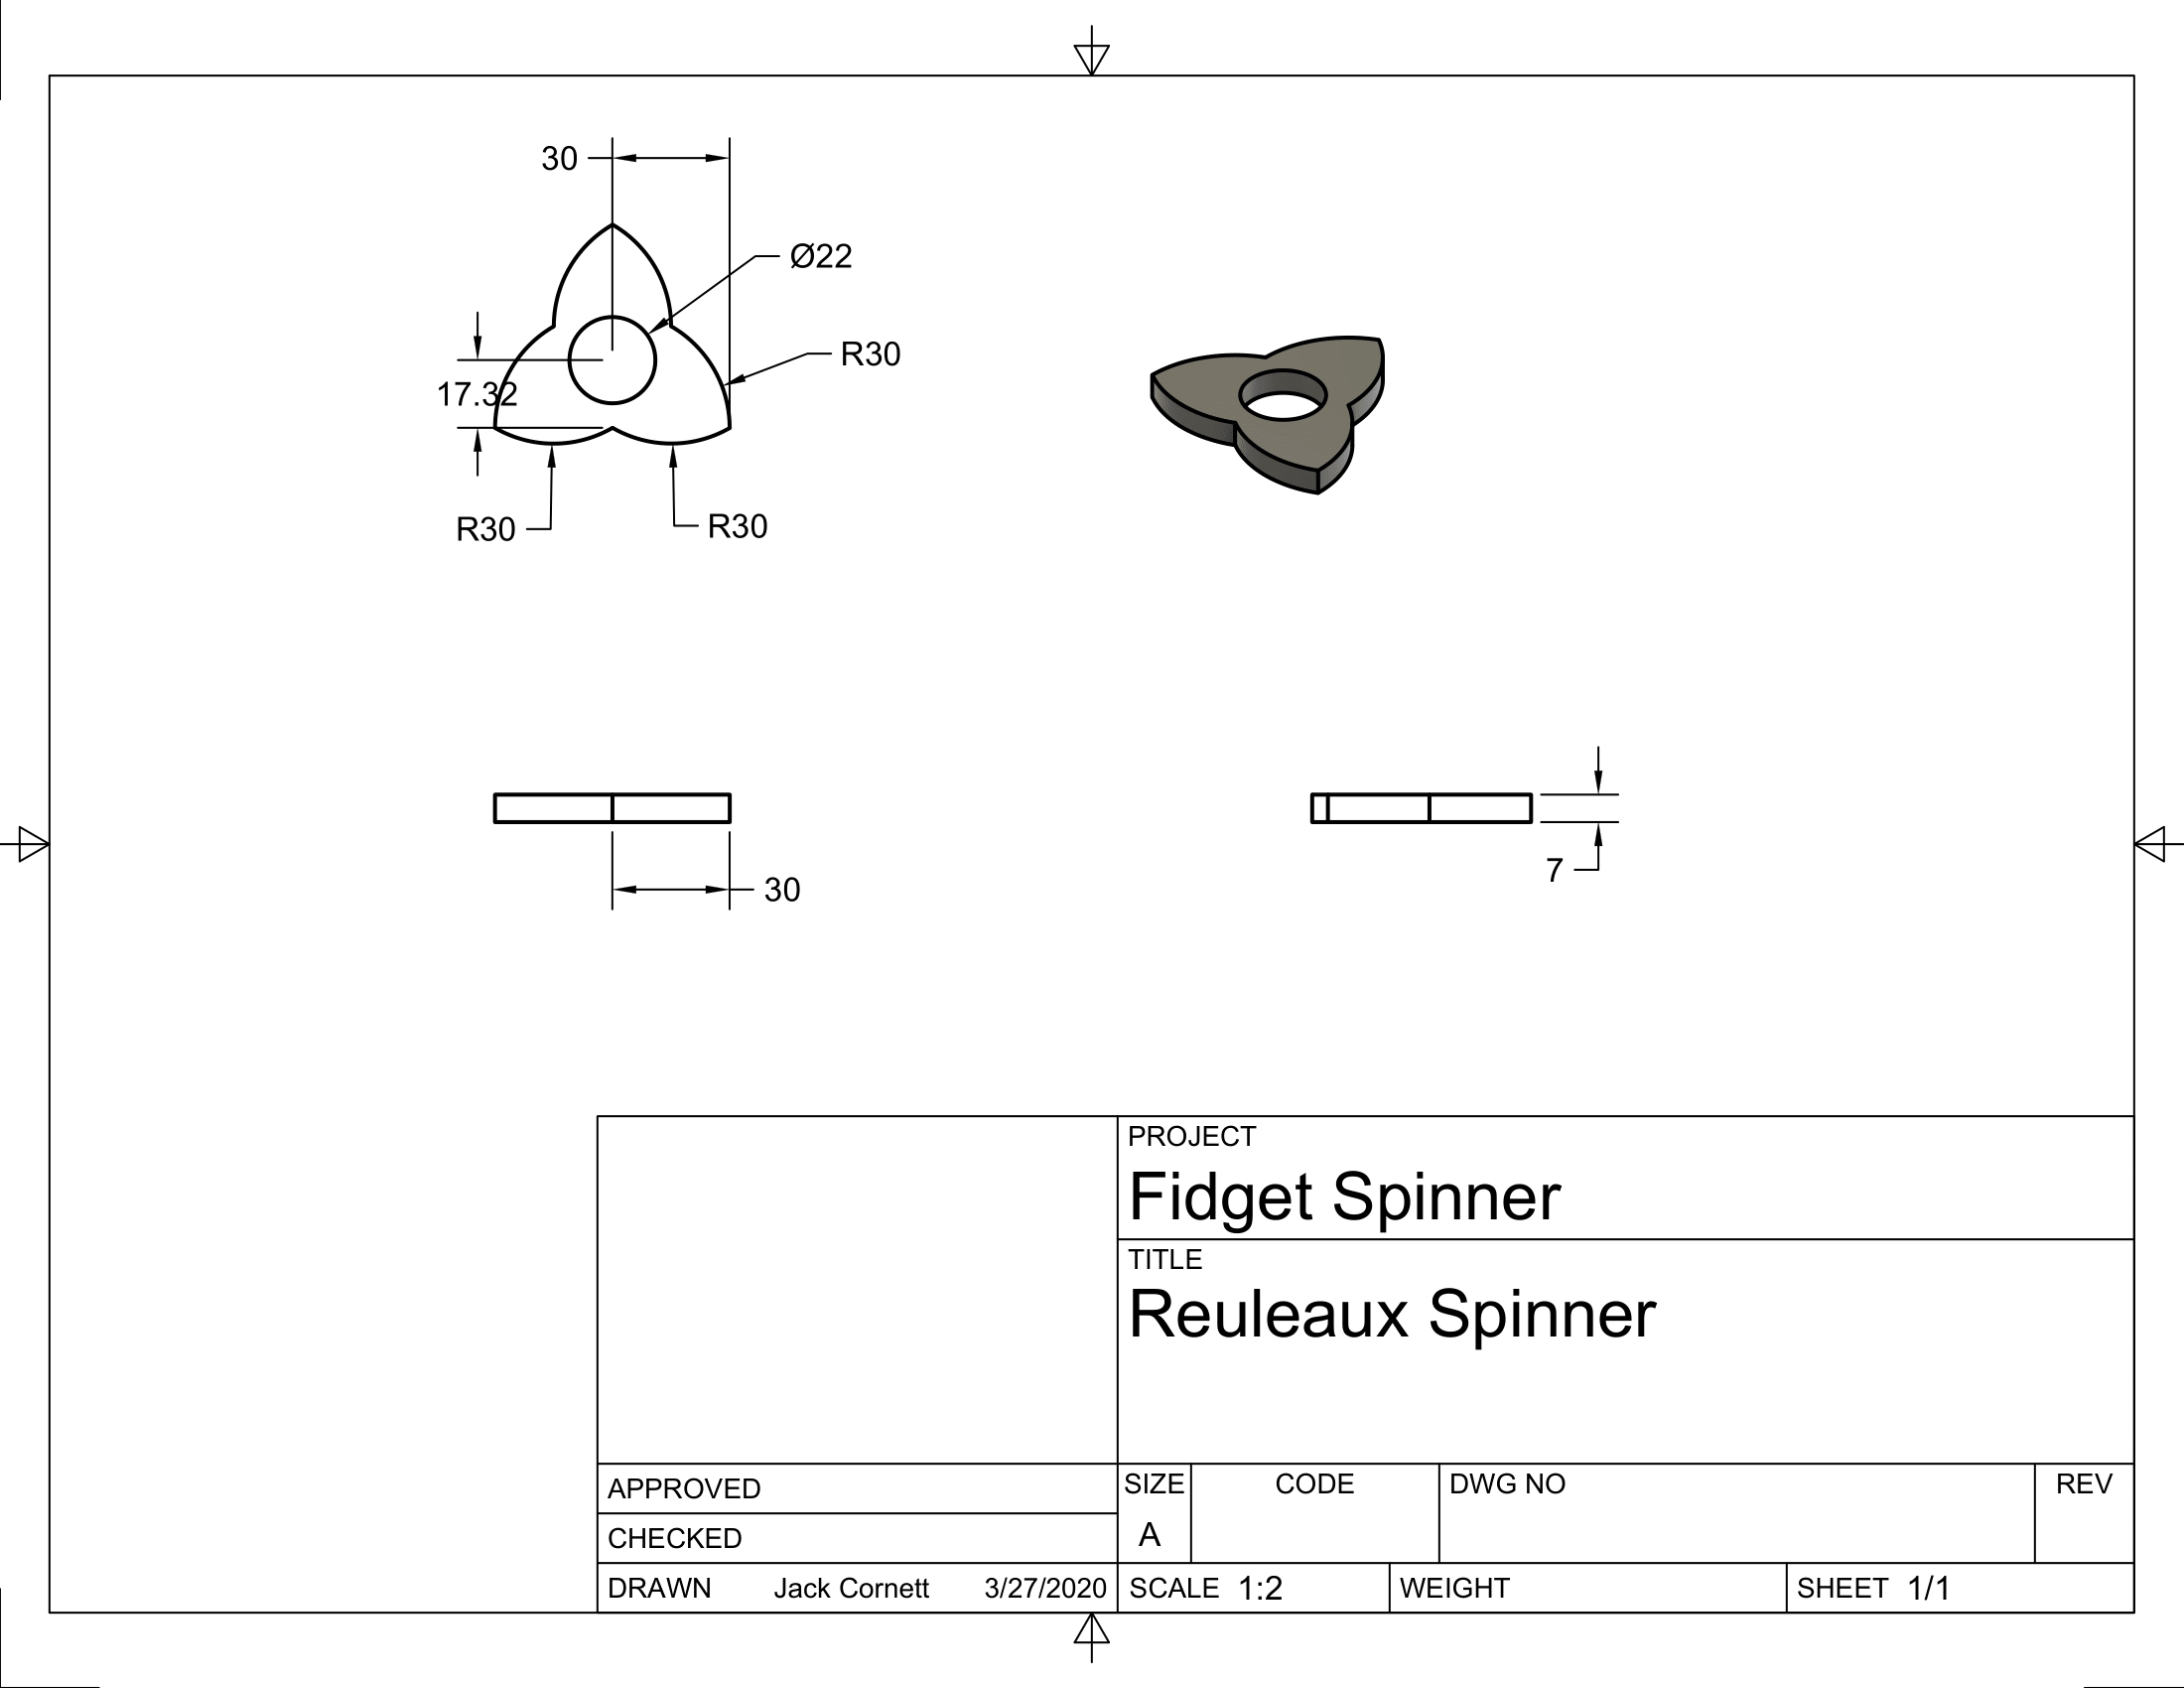 30
Ø22
R30
17.32
R30
R30
30
7
PROJECT
Fidget Spinner
TITLE
Reuleaux Spinner
APPROVED
SIZE CODE DWG NO REV
A
CHECKED
DRAWN Jack Cornett 3/27/2020 SCALE 1:2 WEIGHT SHEET 1/1